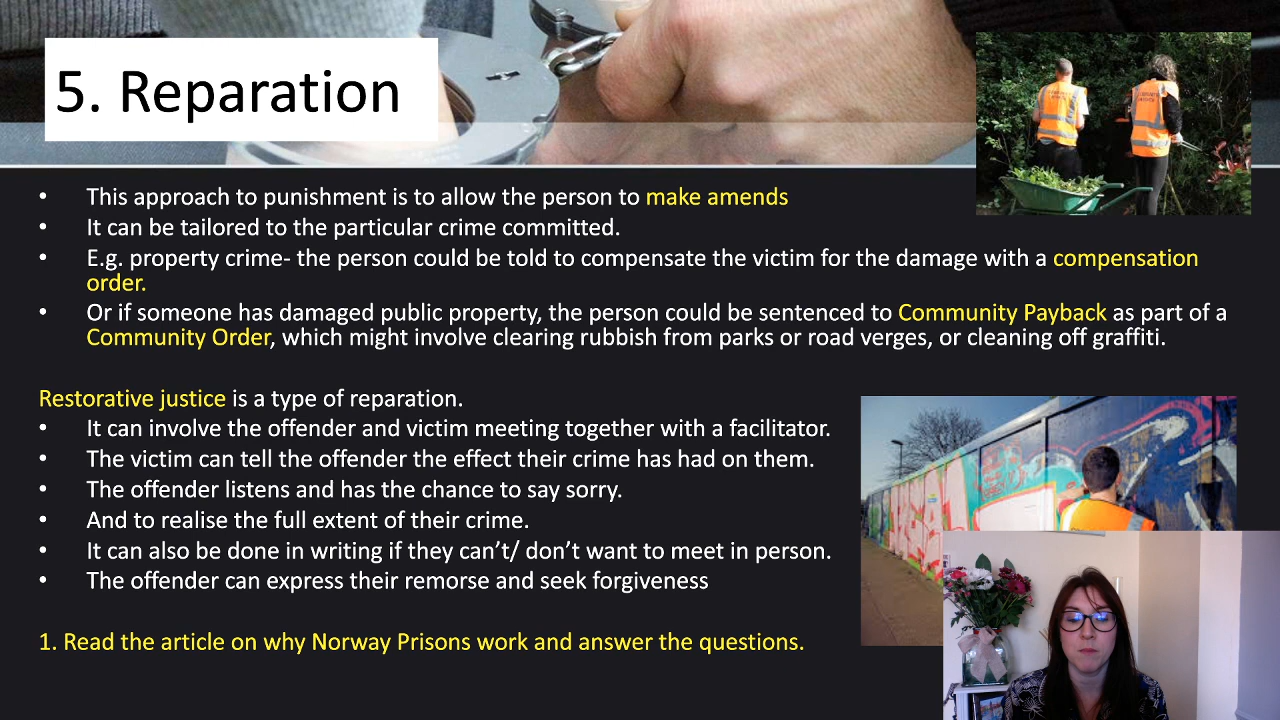 5. Reparation
• This approach to punishment is to allow the person to make amends
• It can be tailored to the particular crime committed.
• E.g. property crime- the person could be told to compensate the victim for the damage with a compensation
order.
• Or if someone has damaged public property, the person could be sentenced to Community Payback as part of a
Community Order, which might involve clearing rubbish from parks or road verges, or cleaning off graffiti.
Restorative justice is a type of reparation.
• It can involve the offender and victim meeting together with a facilitator.
• The victim can tell the offender the effect their crime has had on them.
• The offender listens and has the chance to say sorry.
• And to realise the full extent of their crime.
• It can also be done in writing if they can’t/ don’t want to meet in person.
• The offender can express their remorse and seek forgiveness
1. Read the article on why Norway Prisons work and answer the questions.